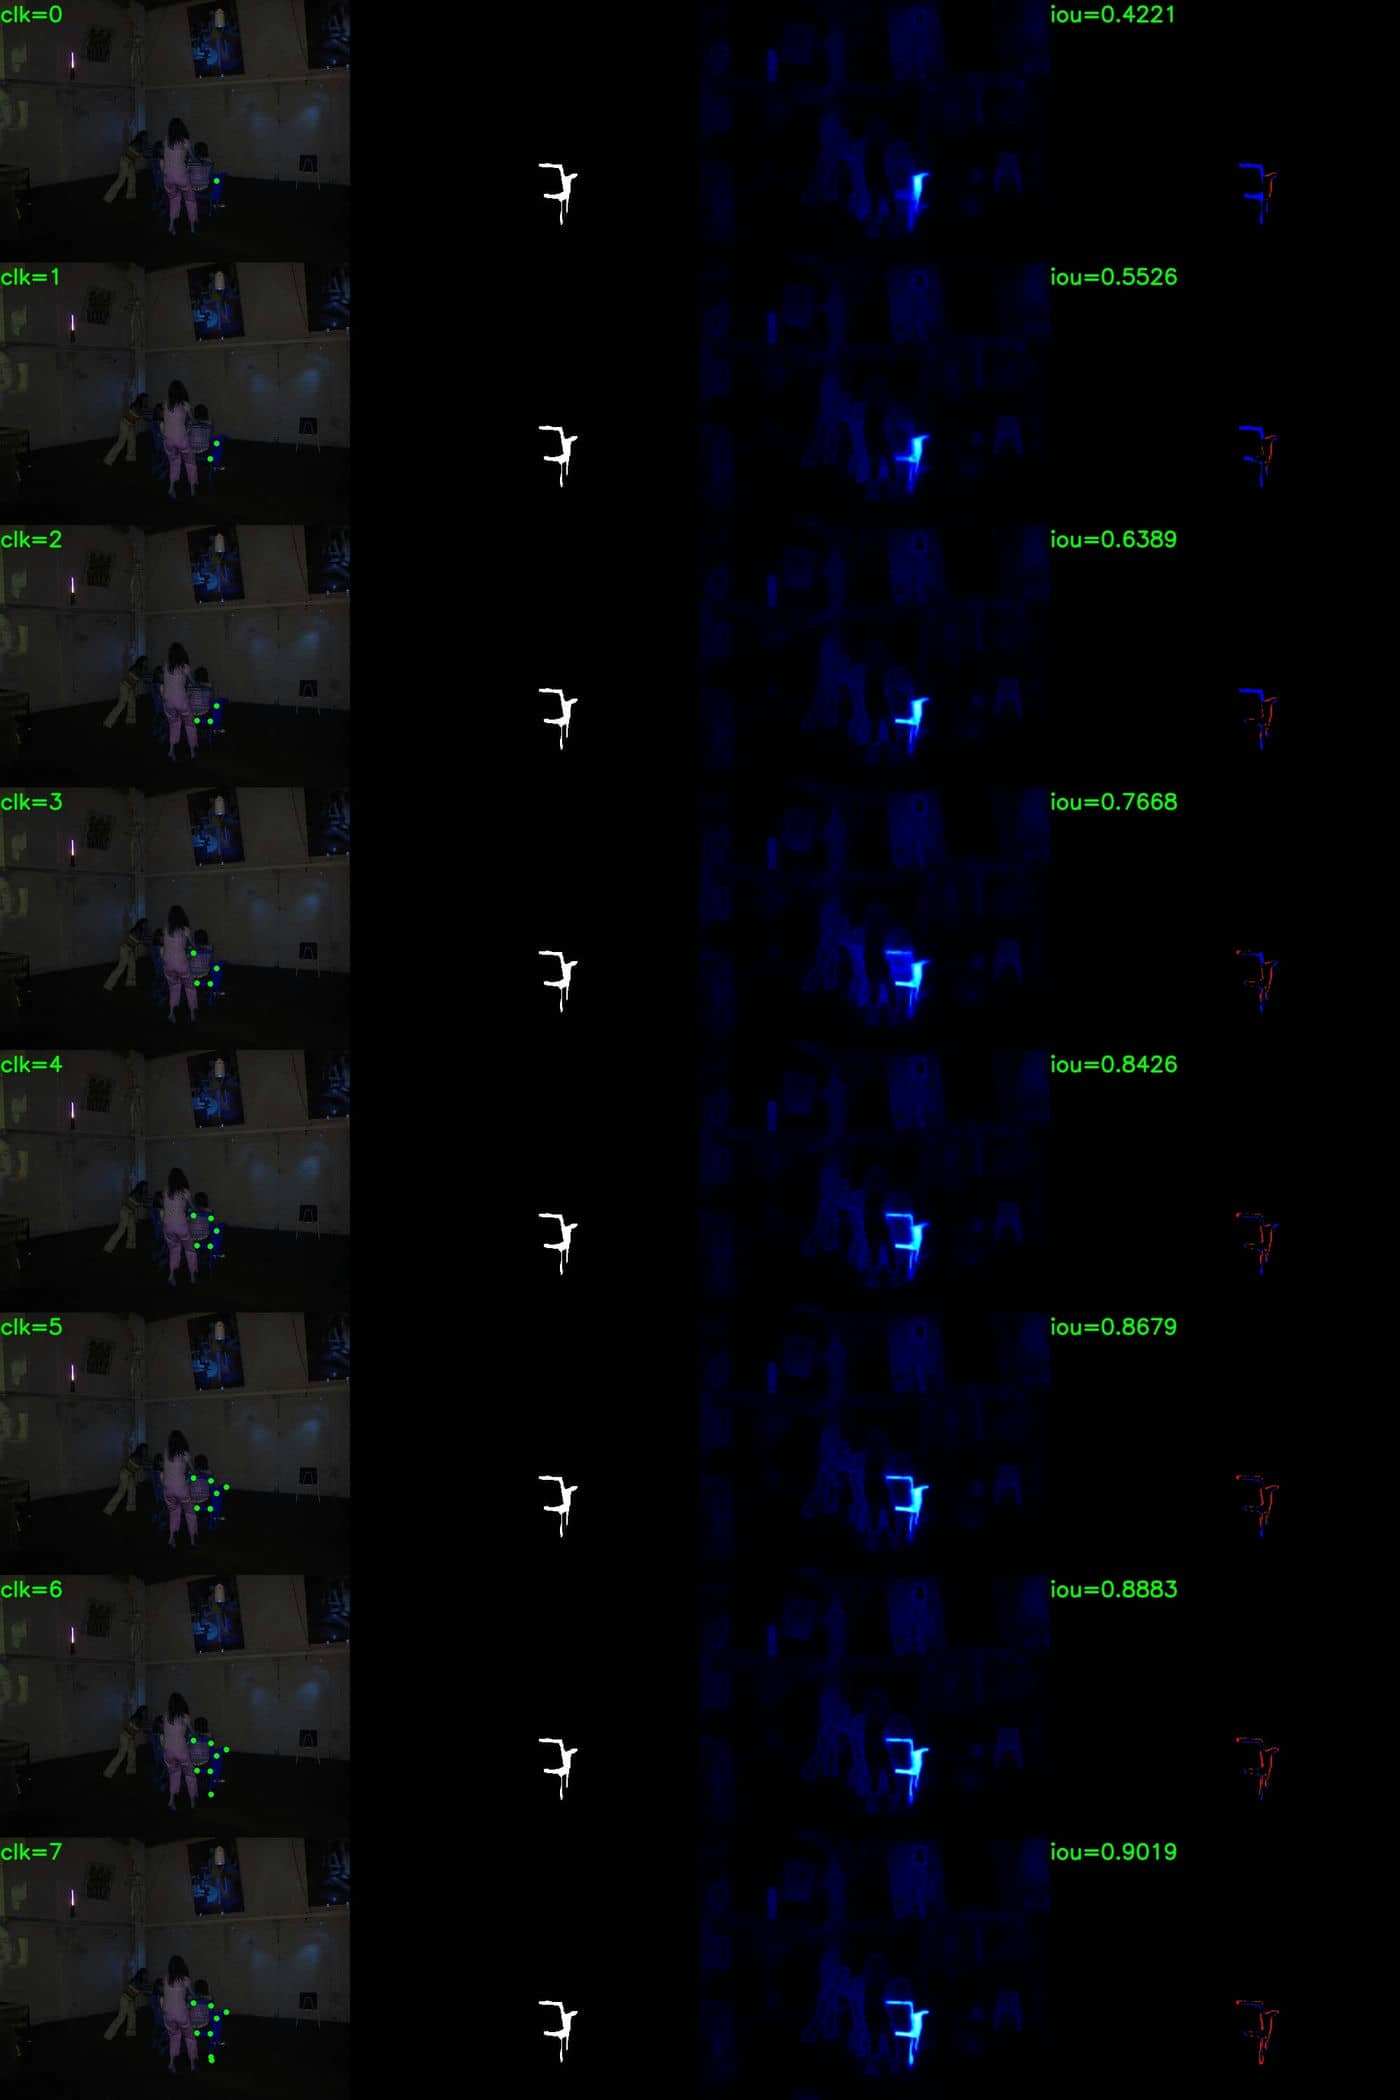 clk=0 iou=0.4221
clk=1 iou=0.5526
clk=2 iou=0.6389
clk=3 iou=0.7668
clk=4 iou=0.8426
clk=5 iou=0.8679
clk=6 iou=0.8883
clk=7 iou=0.9019